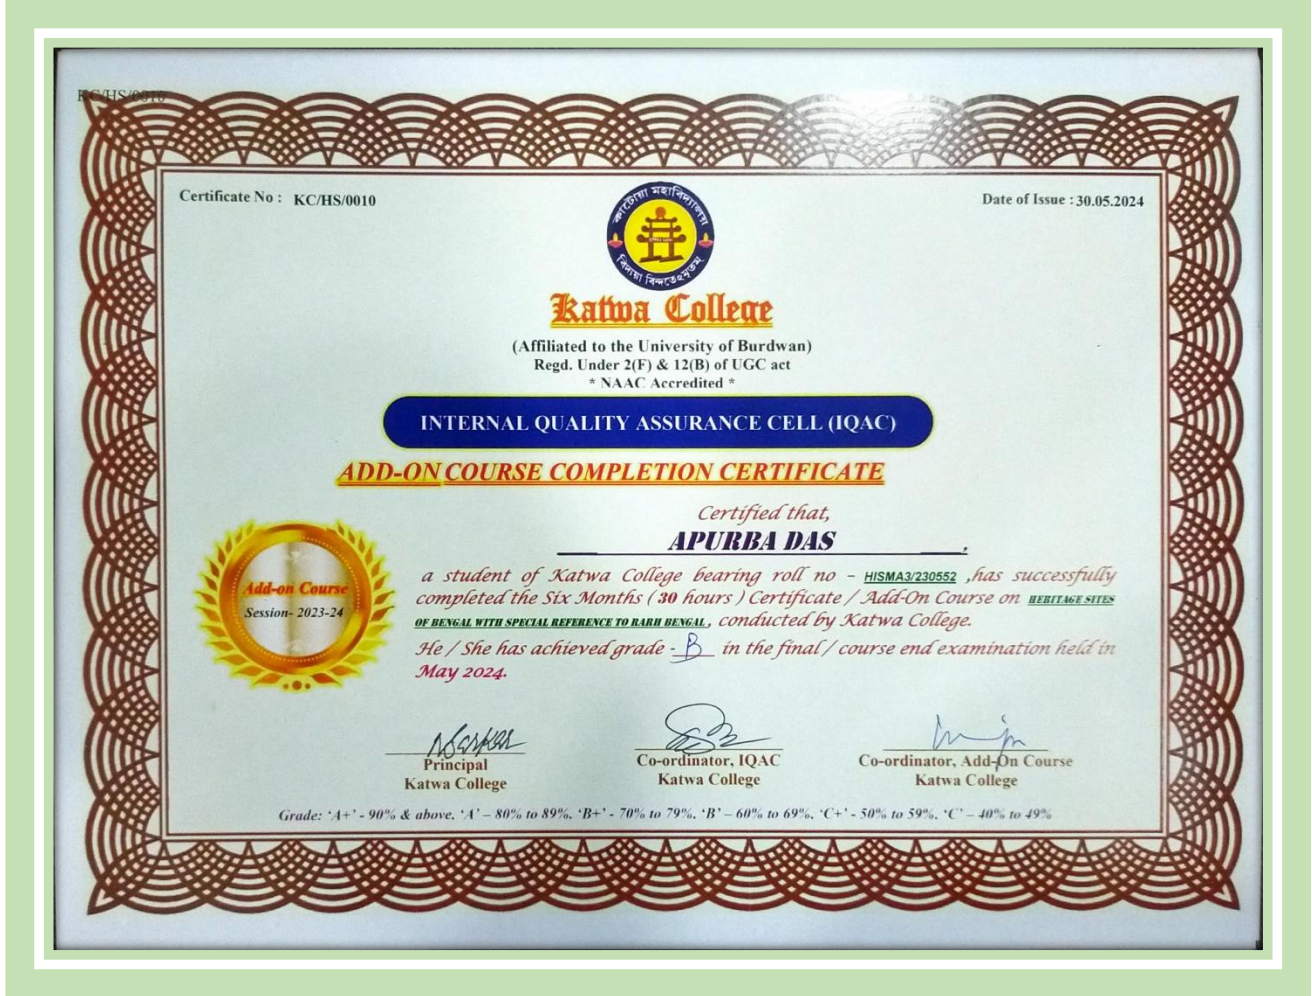 KC/HS/0010
Certificate No : KC/HS/0010
Date of Issue : 30.05.2024
কাটোয়া মহাবিদ্যালয়
বিদ্যয়া বিন্দতেঽমৃতম্
Katwa College
(Affiliated to the University of Burdwan)
Regd. Under 2(F) & 12(B) of UGC act
* NAAC Accredited *
INTERNAL QUALITY ASSURANCE CELL (IQAC)
ADD-ON COURSE COMPLETION CERTIFICATE
Certified that,
APURBA DAS ,
a student of Katwa College bearing roll no – HISMA3/230552 ,has successfully
completed the Six Months ( 30 hours ) Certificate / Add-On Course on HERITAGE SITES
OF BENGAL WITH SPECIAL REFERENCE TO RARH BENGAL , conducted by Katwa College.
He / She has achieved grade - B in the final / course end examination held in
May 2024.
Add-on Course
Session- 2023-24
NSarkar
Principal
Katwa College
Co-ordinator, IQAC
Katwa College
Co-ordinator, Add-On Course
Katwa College
Grade: ‘A+’ - 90% & above, ‘A’ – 80% to 89%, ‘B+’ - 70% to 79%, ‘B’ – 60% to 69%, ‘C+’ - 50% to 59%, ‘C’ – 40% to 49%